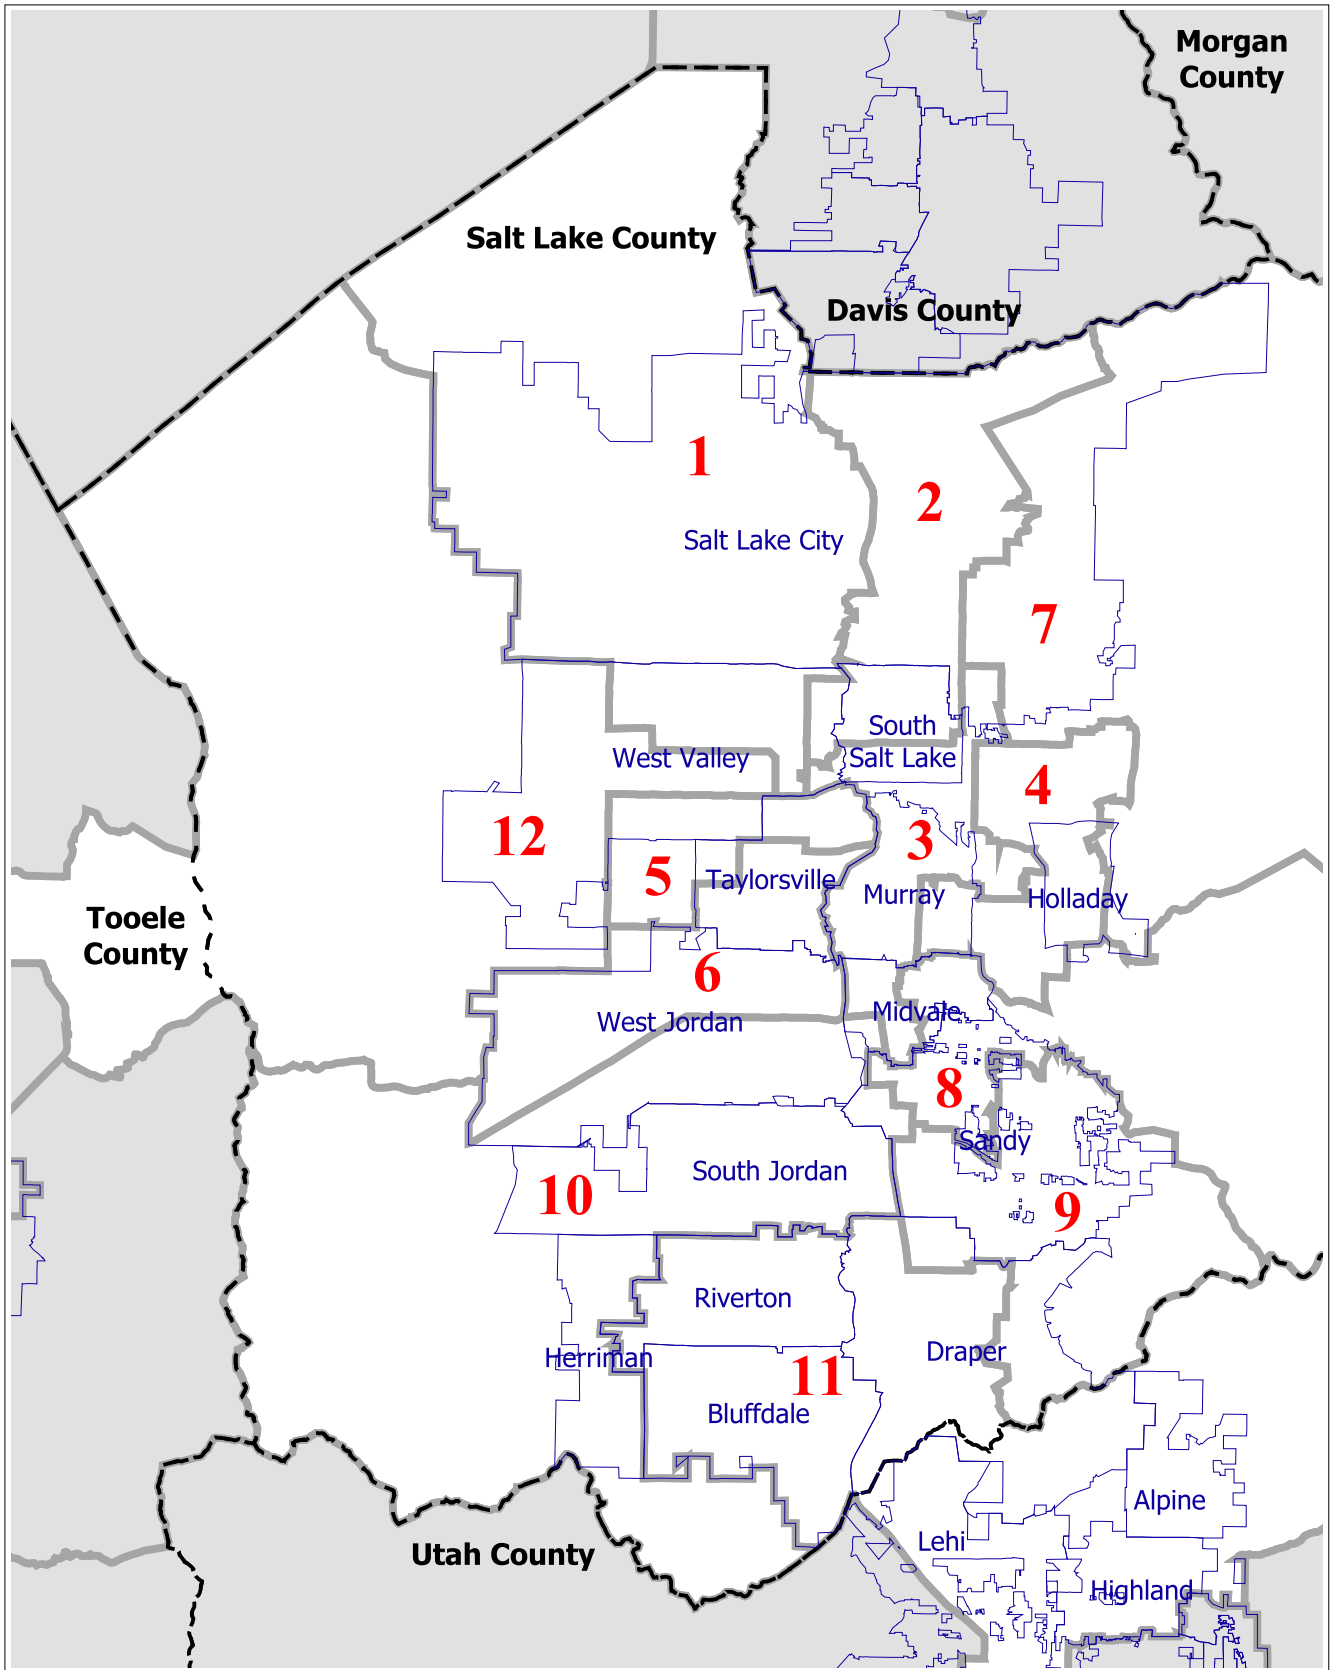 Morgan
County
Salt Lake County
Davis County
1
2
Salt Lake City
7
South
Salt Lake
West Valley
4
12
3
5
Taylorsville
Murray
Holladay
Tooele
County
6
Midvale
West Jordan
8
Sandy
South Jordan
10
9
Riverton
Herriman
Draper
11
Bluffdale
Alpine
Utah County
Lehi
Highland